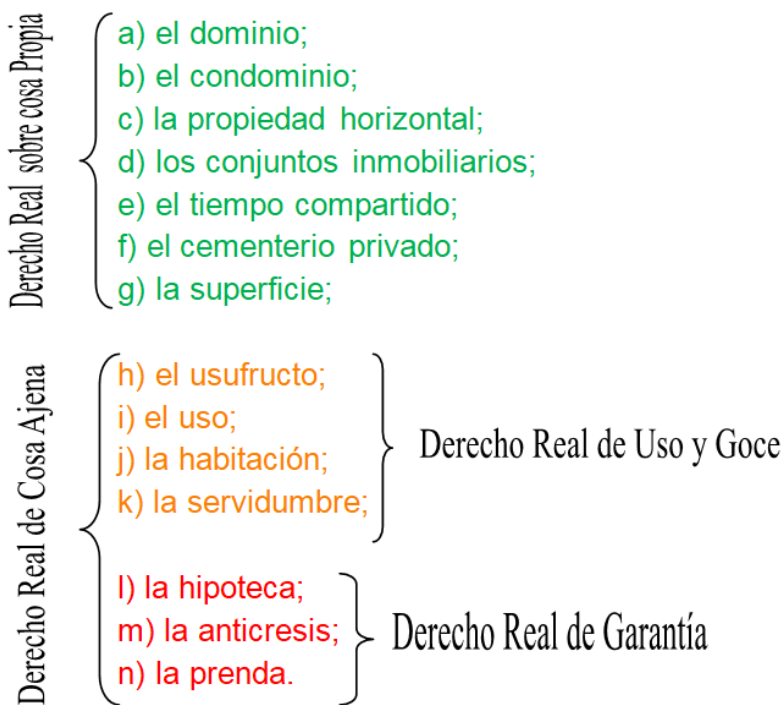 Derecho Real sobre cosa Propia
a) el dominio;
b) el condominio;
c) la propiedad horizontal;
d) los conjuntos inmobiliarios;
e) el tiempo compartido;
f) el cementerio privado;
g) la superficie;
Derecho Real de Cosa Ajena
h) el usufructo;
i) el uso;
j) la habitación;
k) la servidumbre;
Derecho Real de Uso y Goce
l) la hipoteca;
m) la anticresis;
n) la prenda.
Derecho Real de Garantía